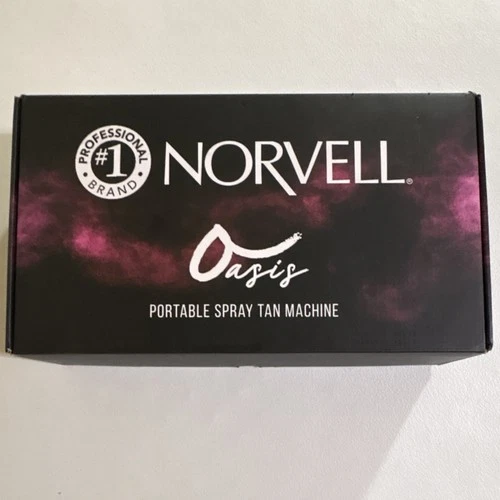 PROFESSIONAL
#1
BRAND
NORVELL®
Oasis
PORTABLE SPRAY TAN MACHINE